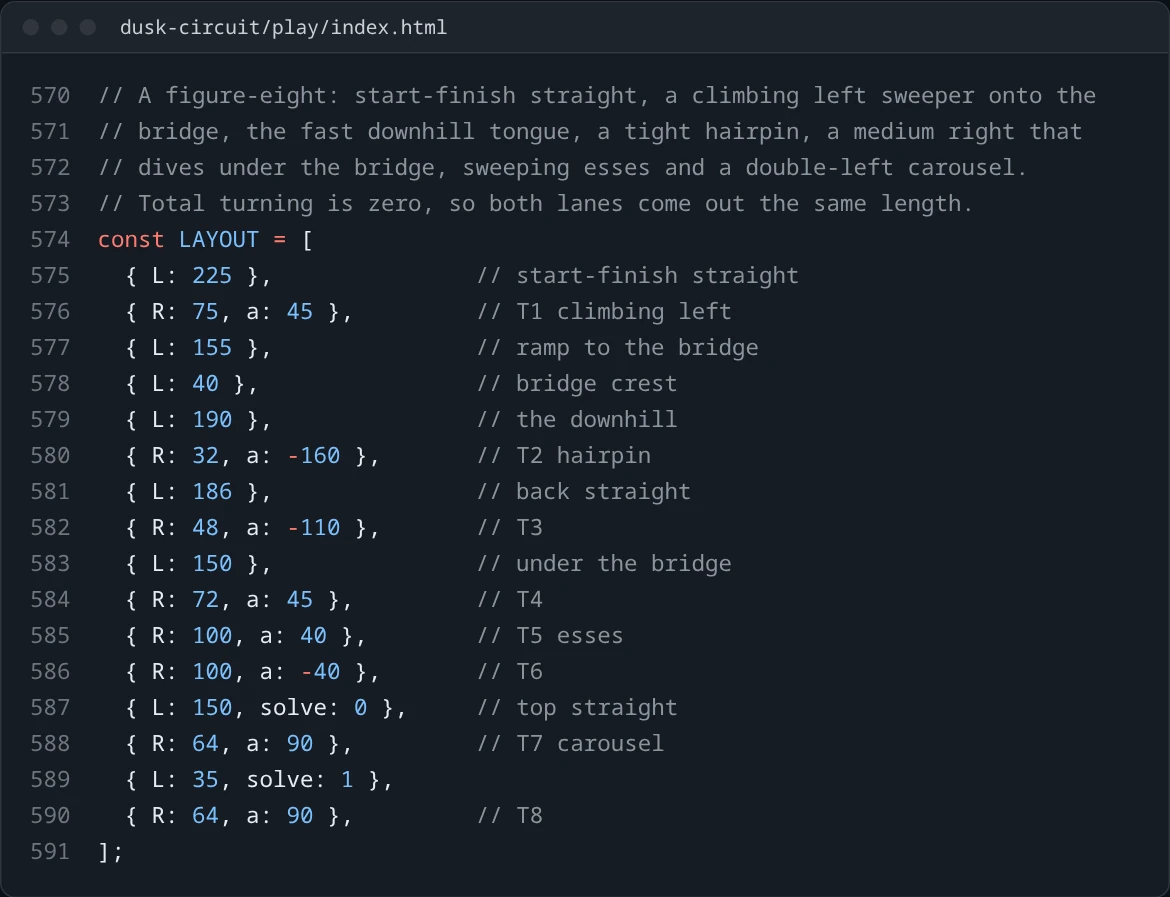 dusk-circuit/play/index.html
570 // A figure-eight: start-finish straight, a climbing left sweeper onto the
571 // bridge, the fast downhill tongue, a tight hairpin, a medium right that
572 // dives under the bridge, sweeping esses and a double-left carousel.
573 // Total turning is zero, so both lanes come out the same length.
574 const LAYOUT = [
575   { L: 225 },               // start-finish straight
576   { R: 75, a: 45 },         // T1 climbing left
577   { L: 155 },               // ramp to the bridge
578   { L: 40 },                // bridge crest
579   { L: 190 },               // the downhill
580   { R: 32, a: -160 },       // T2 hairpin
581   { L: 186 },               // back straight
582   { R: 48, a: -110 },       // T3
583   { L: 150 },               // under the bridge
584   { R: 72, a: 45 },         // T4
585   { R: 100, a: 40 },        // T5 esses
586   { R: 100, a: -40 },       // T6
587   { L: 150, solve: 0 },     // top straight
588   { R: 64, a: 90 },         // T7 carousel
589   { L: 35, solve: 1 },
590   { R: 64, a: 90 },         // T8
591 ];